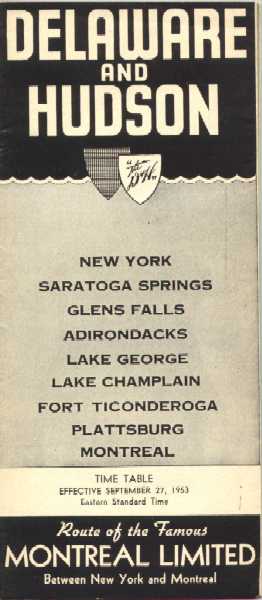 DELAWARE
AND
HUDSON
"The
D&H"
NEW YORK
SARATOGA SPRINGS
GLENS FALLS
ADIRONDACKS
LAKE GEORGE
LAKE CHAMPLAIN
FORT TICONDEROGA
PLATTSBURG
MONTREAL
TIME TABLE
EFFECTIVE SEPTEMBER 27, 1953
Eastern Standard Time
Route of the Famous
MONTREAL LIMITED
Between New York and Montreal